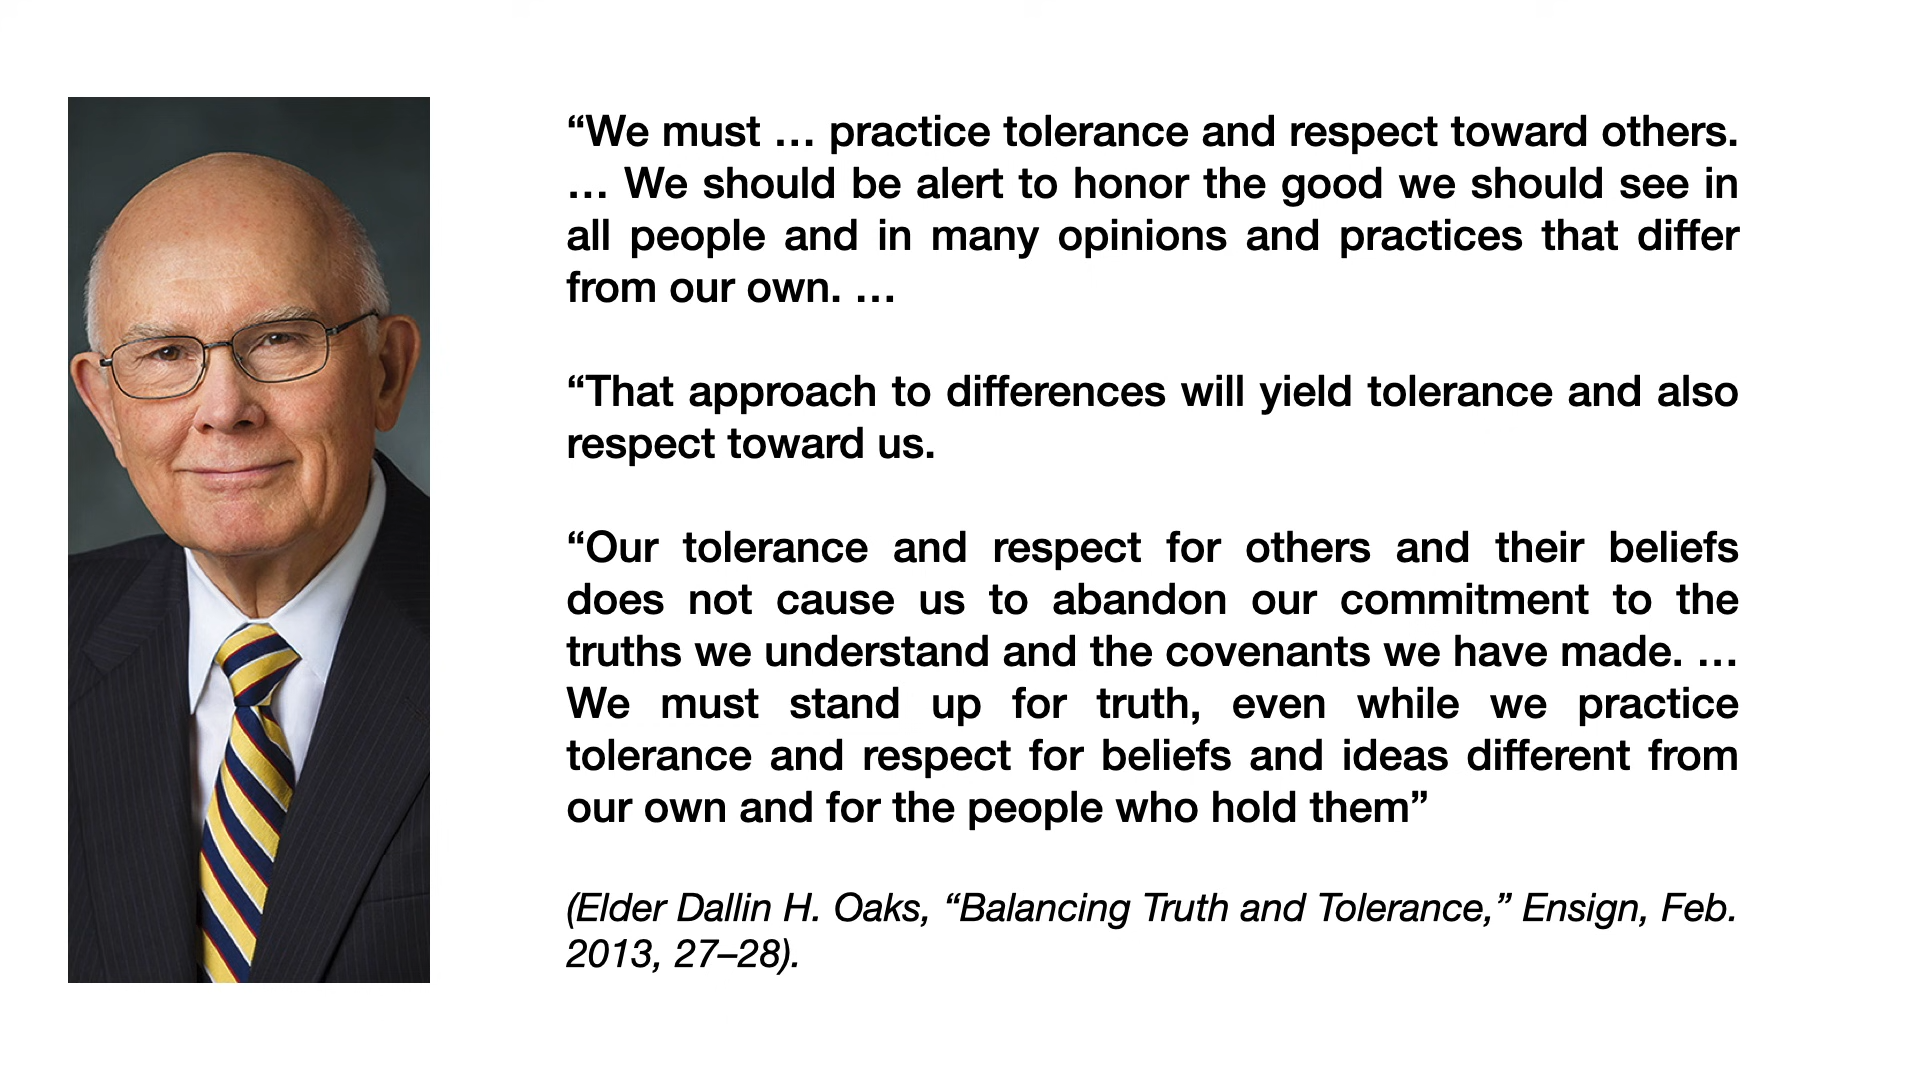 “We must … practice tolerance and respect toward others.
… We should be alert to honor the good we should see in
all people and in many opinions and practices that differ
from our own. …
“That approach to differences will yield tolerance and also
respect toward us.
“Our tolerance and respect for others and their beliefs
does not cause us to abandon our commitment to the
truths we understand and the covenants we have made. …
We must stand up for truth, even while we practice
tolerance and respect for beliefs and ideas different from
our own and for the people who hold them”
(Elder Dallin H. Oaks, “Balancing Truth and Tolerance,” Ensign, Feb.
2013, 27–28).